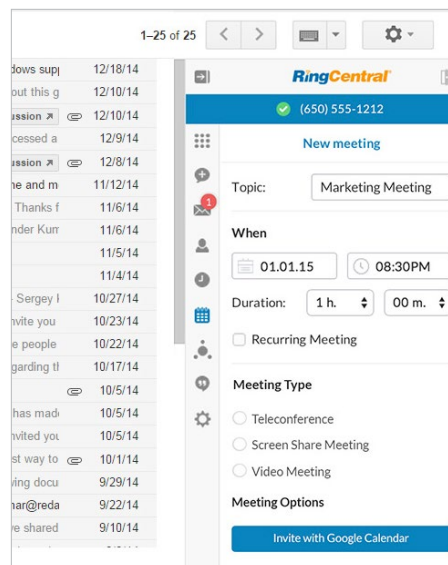 1–25 of 25
dows supp 12/18/14
out this g 12/10/14
ussion 12/10/14
cessed a 12/9/14
ussion 12/8/14
ne and m 11/12/14
Thanks f 11/6/14
nder Kum 11/6/14
11/5/14
11/4/14
- Sergey 10/27/14
nvite you 10/23/14
e people 10/22/14
garding th 10/17/14
10/5/14
has made 10/5/14
nvited you 10/5/14
st way to 10/1/14
ving docu 9/29/14
nar@reda 9/22/14
ve shared 9/10/14
RingCentral
(650) 555-1212
New meeting
1
Topic: Marketing Meeting
When
01.01.15 08:30PM
Duration: 1 h. 00 m.
Recurring Meeting
Meeting Type
Teleconference
Screen Share Meeting
Video Meeting
Meeting Options
Invite with Google Calendar